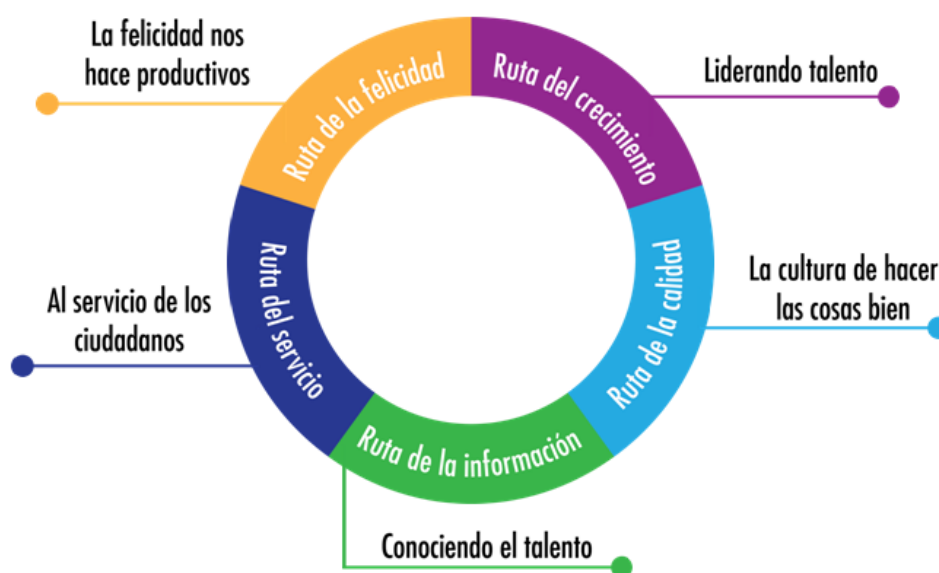 La felicidad nos
hace productivos
Ruta de la felicidad
Ruta del crecimiento
Liderando talento
Ruta de la calidad
La cultura de hacer
las cosas bien
Ruta del servicio
Al servicio de los
ciudadanos
Ruta de la información
Conociendo el talento